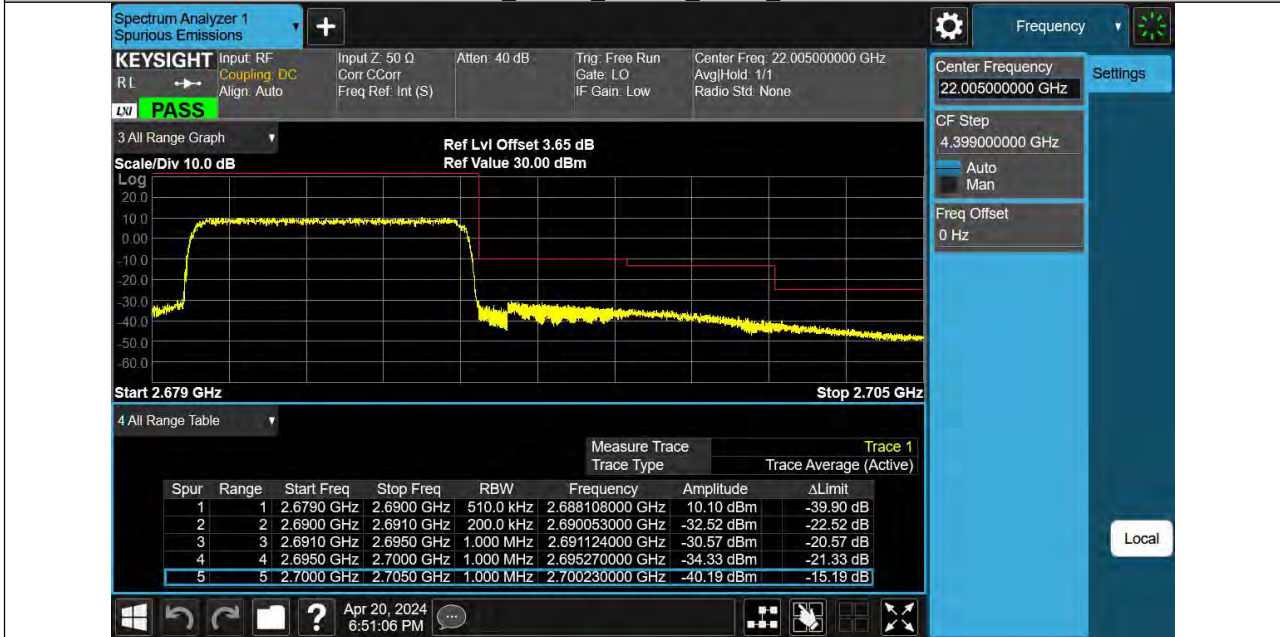 Spectrum Analyzer 1
Spurious Emissions
+
Frequency
KEYSIGHT
R L
LXI PASS
Input: RF
Coupling: DC
Align: Auto
Input Z: 50 Ω
Corr CCorr
Freq Ref: Int (S)
Atten: 40 dB
Trig: Free Run
Gate: LO
IF Gain: Low
Center Freq: 22.005000000 GHz
Avg|Hold: 1/1
Radio Std: None
Center Frequency
22.005000000 GHz
Settings
CF Step
4.399000000 GHz
Auto
Man
Freq Offset
0 Hz
3 All Range Graph
Scale/Div 10.0 dB
Ref Lvl Offset 3.65 dB
Ref Value 30.00 dBm
Log
20.0
10.0
0.00
-10.0
-20.0
-30.0
-40.0
-50.0
-60.0
Start 2.679 GHz Stop 2.705 GHz
4 All Range Table
Measure Trace Trace 1
Trace Type Trace Average (Active)
Spur Range Start Freq Stop Freq RBW Frequency Amplitude ΔLimit
1 1 2.6790 GHz 2.6900 GHz 510.0 kHz 2.688108000 GHz 10.10 dBm -39.90 dB
2 2 2.6900 GHz 2.6910 GHz 200.0 kHz 2.690053000 GHz -32.52 dBm -22.52 dB
3 3 2.6910 GHz 2.6950 GHz 1.000 MHz 2.691124000 GHz -30.57 dBm -20.57 dB
4 4 2.6950 GHz 2.7000 GHz 1.000 MHz 2.695270000 GHz -34.33 dBm -21.33 dB
5 5 2.7000 GHz 2.7050 GHz 1.000 MHz 2.700230000 GHz -40.19 dBm -15.19 dB
Local
?
Apr 20, 2024
6:51:06 PM